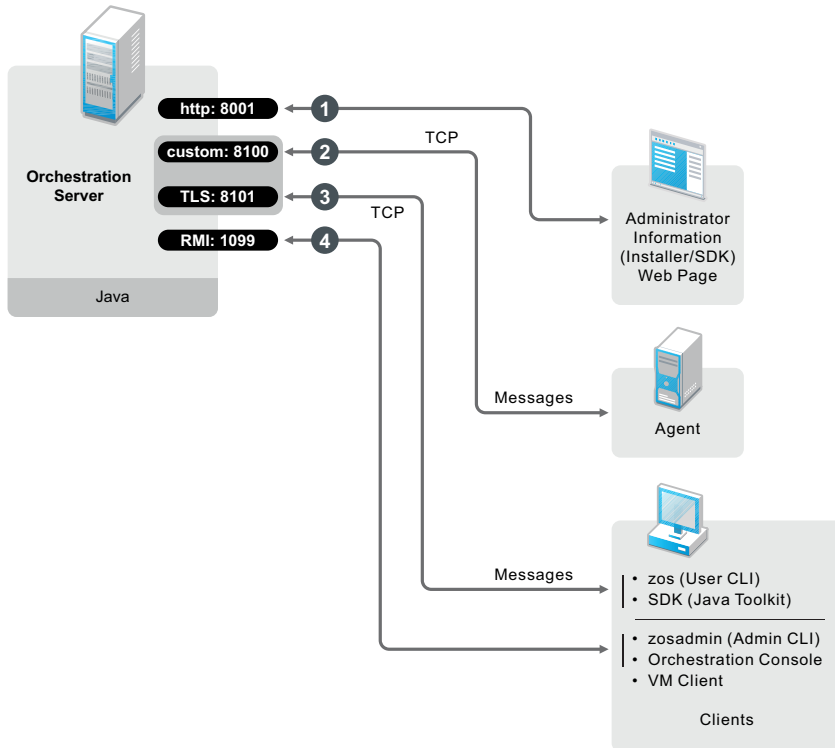 http: 8001
1
custom: 8100
2
TCP
Orchestration
Server
TLS: 8101
3
TCP
RMI: 1099
4
Java
Administrator
Information
(Installer/SDK)
Web Page
Messages
Agent
Messages
• zos (User CLI)
• SDK (Java Toolkit)
• zosadmin (Admin CLI)
• Orchestration Console
• VM Client
Clients